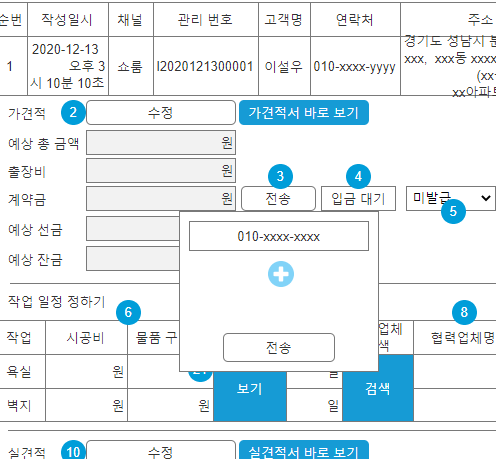 순번 작성일시 채널 관리 번호 고객명 연락처 주소
1 2020-12-13 오후 3시 10분 10초 쇼룸 I2020121300001 이설우 010-xxxx-yyyy 경기도 성남시 xxx, xxx동 xxxx
xx아파트
가견적 2 수정 가견적서 바로 보기
예상 총 금액 원
출장비 원 3 4
계약금 원 전송 입금 대기 미발급
5
예상 선금
010-xxxx-xxxx
예상 잔금
작업 일정 정하기
6 8
작업 시공비 물품 구 업체 협력업체명
색
전송
욕실 원 일
보기 검색
벽지 원 원 일
실견적 10 수정 실견적서 바로 보기